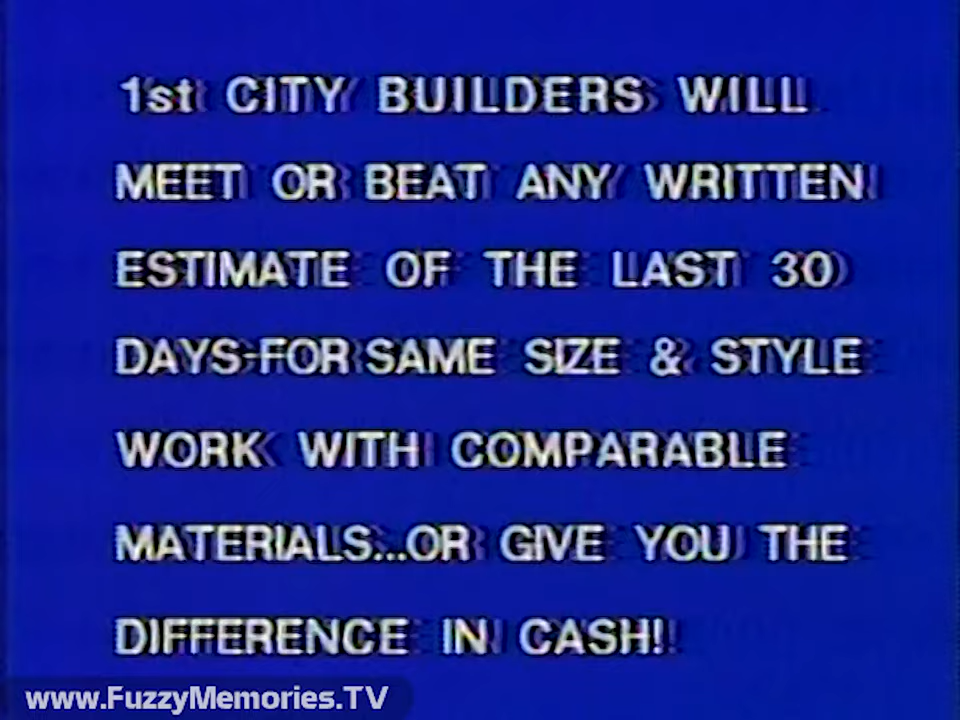 1st CITY BUILDERS WILL
MEET OR BEAT ANY WRITTEN
ESTIMATE OF THE LAST 30
DAYS-FOR SAME SIZE & STYLE
WORK WITH COMPARABLE
MATERIALS...OR GIVE YOU THE
DIFFERENCE IN CASH!
www.FuzzyMemories.TV